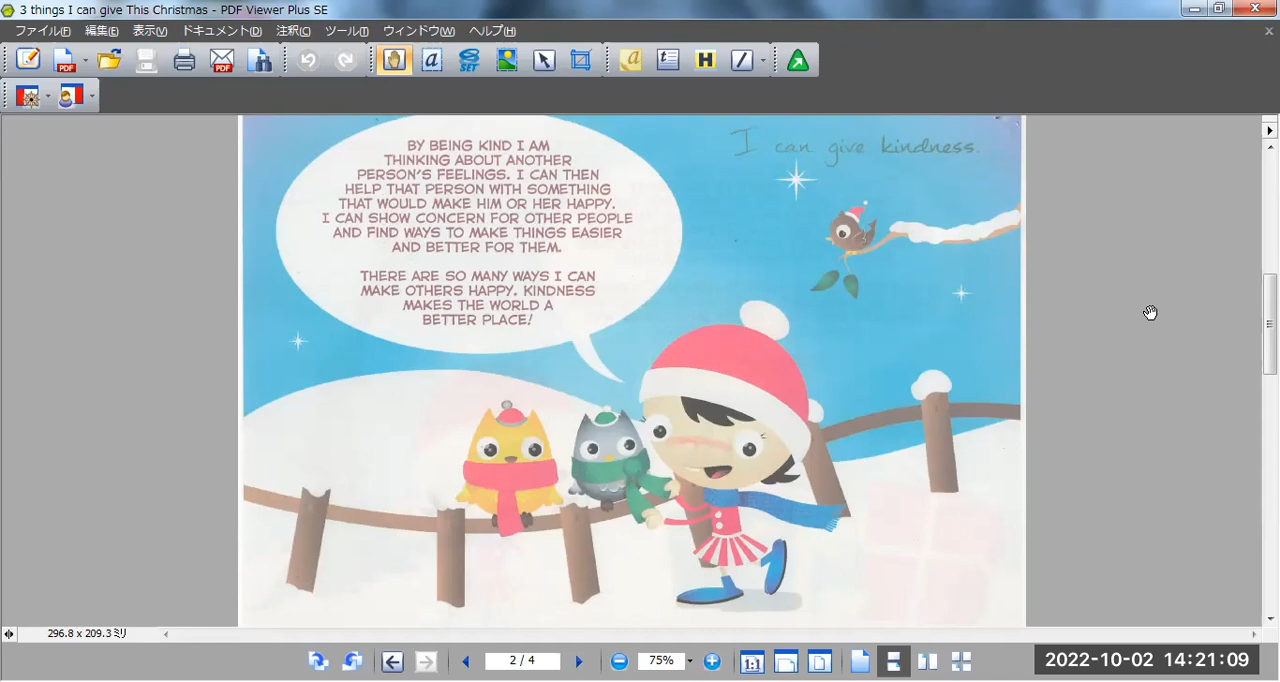 3 things I can give This Christmas - PDF Viewer Plus SE
ファイル(F) 編集(E) 表示(V) ドキュメント(D) 注釈(C) ツール(T) ウィンドウ(W) ヘルプ(H)
I can give kindness.
BY BEING KIND I AM
THINKING ABOUT ANOTHER
PERSON'S FEELINGS. I CAN THEN
HELP THAT PERSON WITH SOMETHING
THAT WOULD MAKE HIM OR HER HAPPY.
I CAN SHOW CONCERN FOR OTHER PEOPLE
AND FIND WAYS TO MAKE THINGS EASIER
AND BETTER FOR THEM.
THERE ARE SO MANY WAYS I CAN
MAKE OTHERS HAPPY. KINDNESS
MAKES THE WORLD A
BETTER PLACE!
296.8 x 209.3 ミリ
2 / 4
75%
1:1
2022-10-02 14:21:09